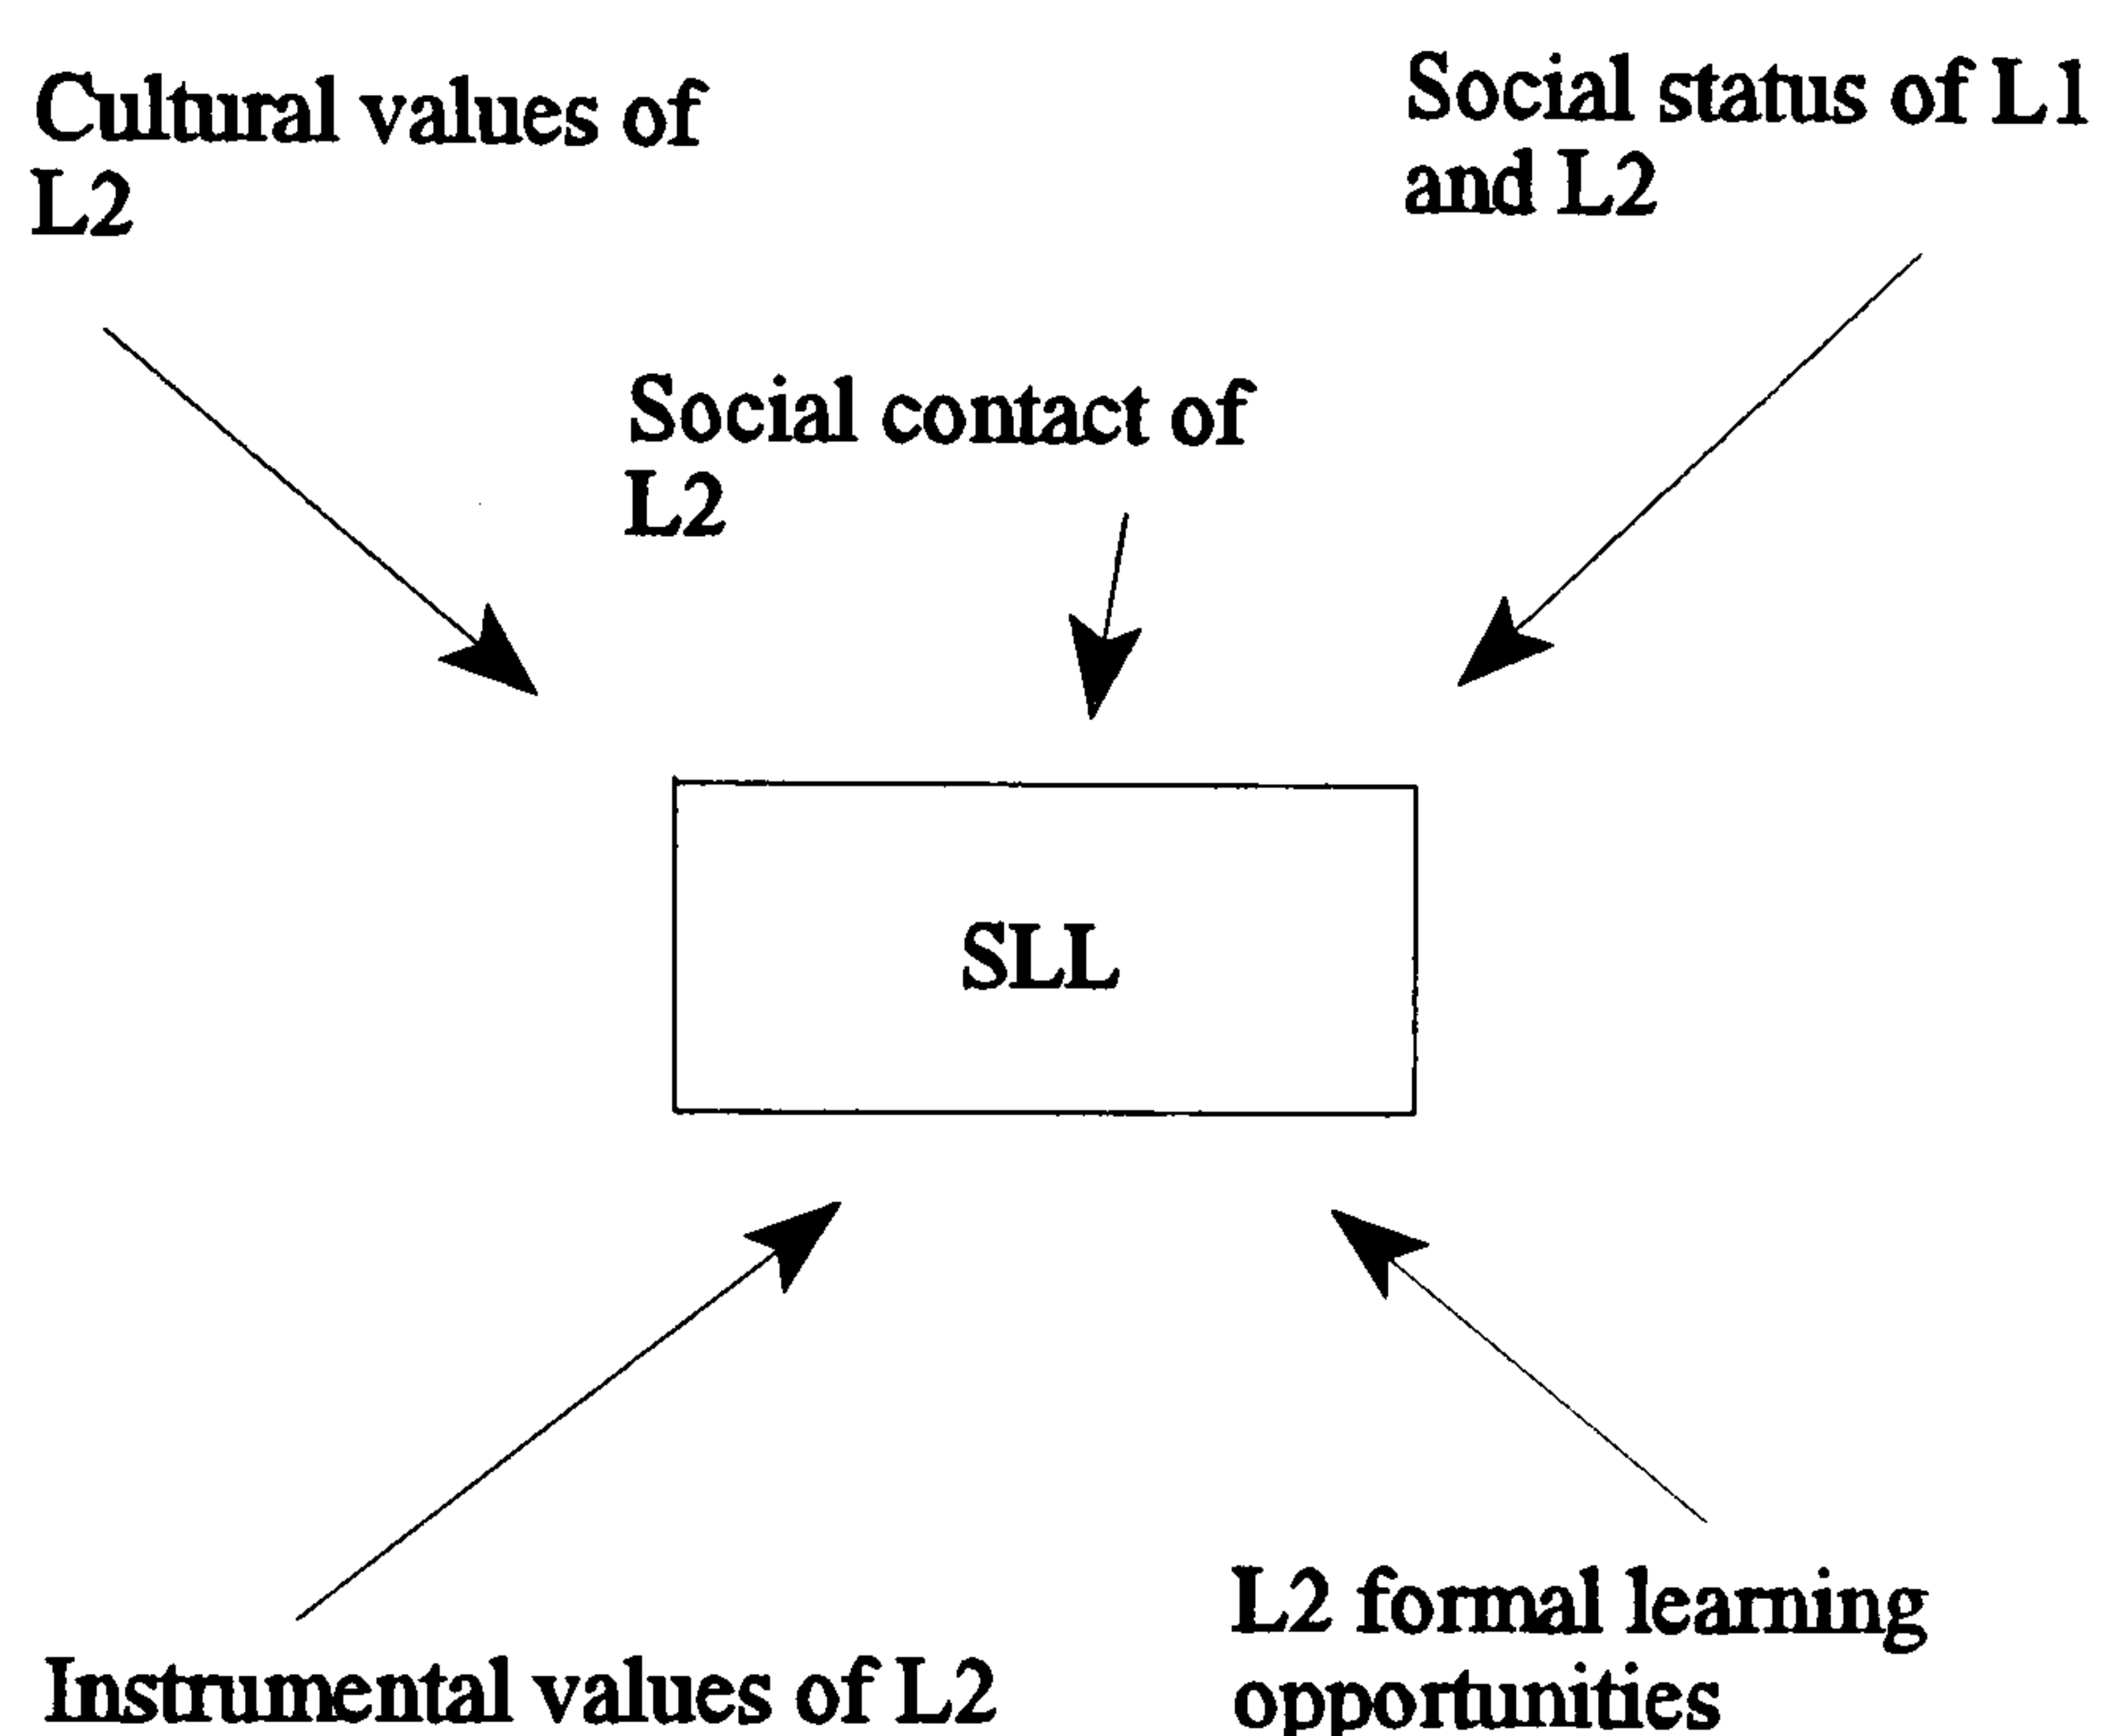 Cultural values of
L2
Social status of L1
and L2
Social contact of
L2
SLL
Instrumental values of L2
L2 formal learning
opportunities